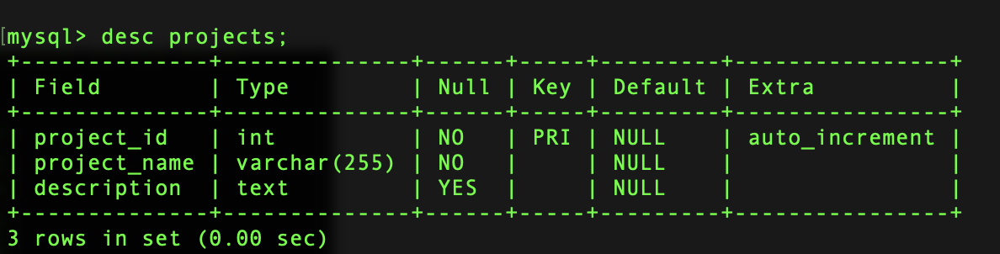 [mysql> desc projects;
+--------------+--------------+------+-----+---------+----------------+
| Field        | Type         | Null | Key | Default | Extra          |
+--------------+--------------+------+-----+---------+----------------+
| project_id   | int          | NO   | PRI | NULL    | auto_increment |
| project_name | varchar(255) | NO   |     | NULL    |                |
| description  | text         | YES  |     | NULL    |                |
+--------------+--------------+------+-----+---------+----------------+
3 rows in set (0.00 sec)